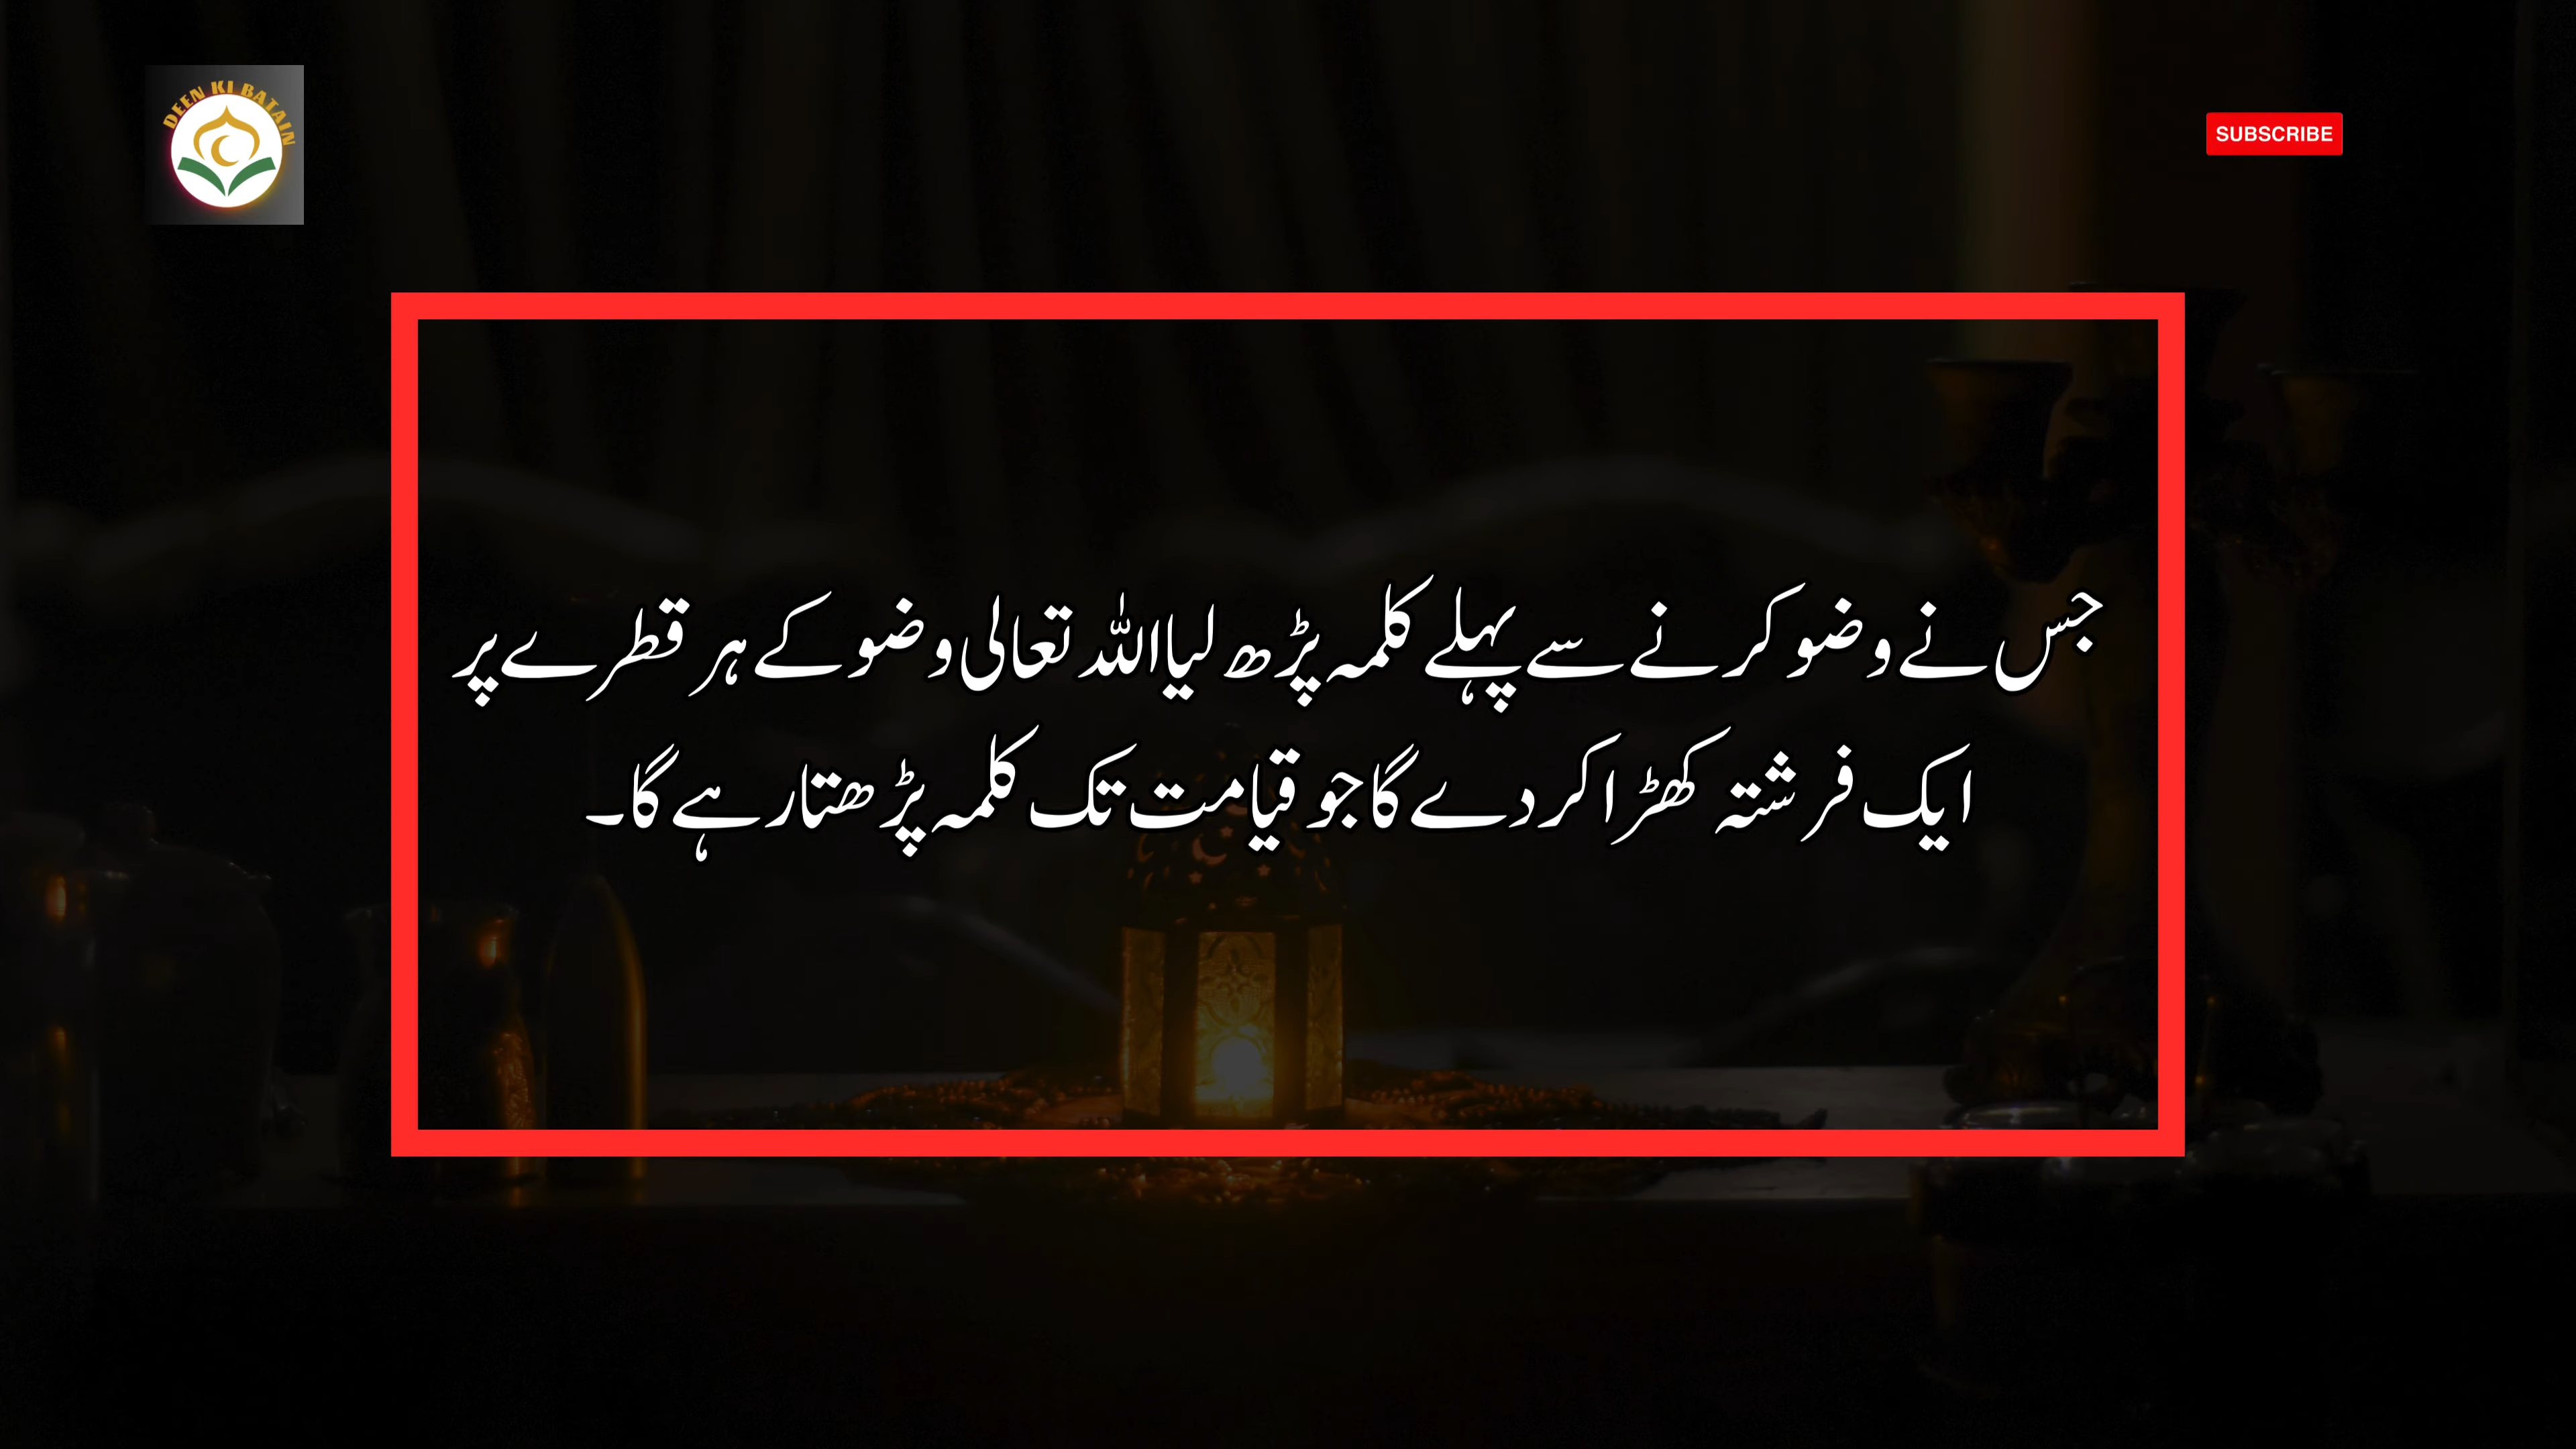 DEEN KI BATAIN
SUBSCRIBE
جس نے وضو کرنے سے پہلے کلمہ پڑھ لیا اللہ تعالی وضو کے ہر قطرے پر
ایک فرشتہ کھڑا کر دے گا جو قیامت تک کلمہ پڑھتا رہے گا۔